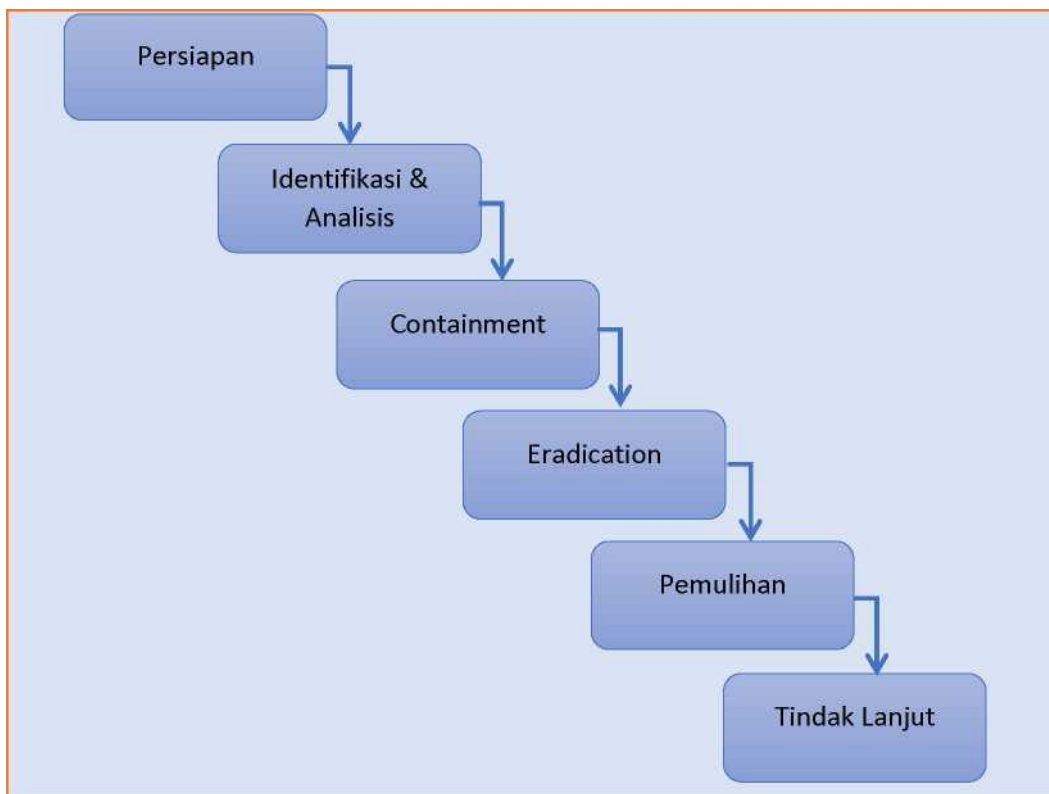 Persiapan
Identifikasi &
Analisis
Containment
Eradication
Pemulihan
Tindak Lanjut